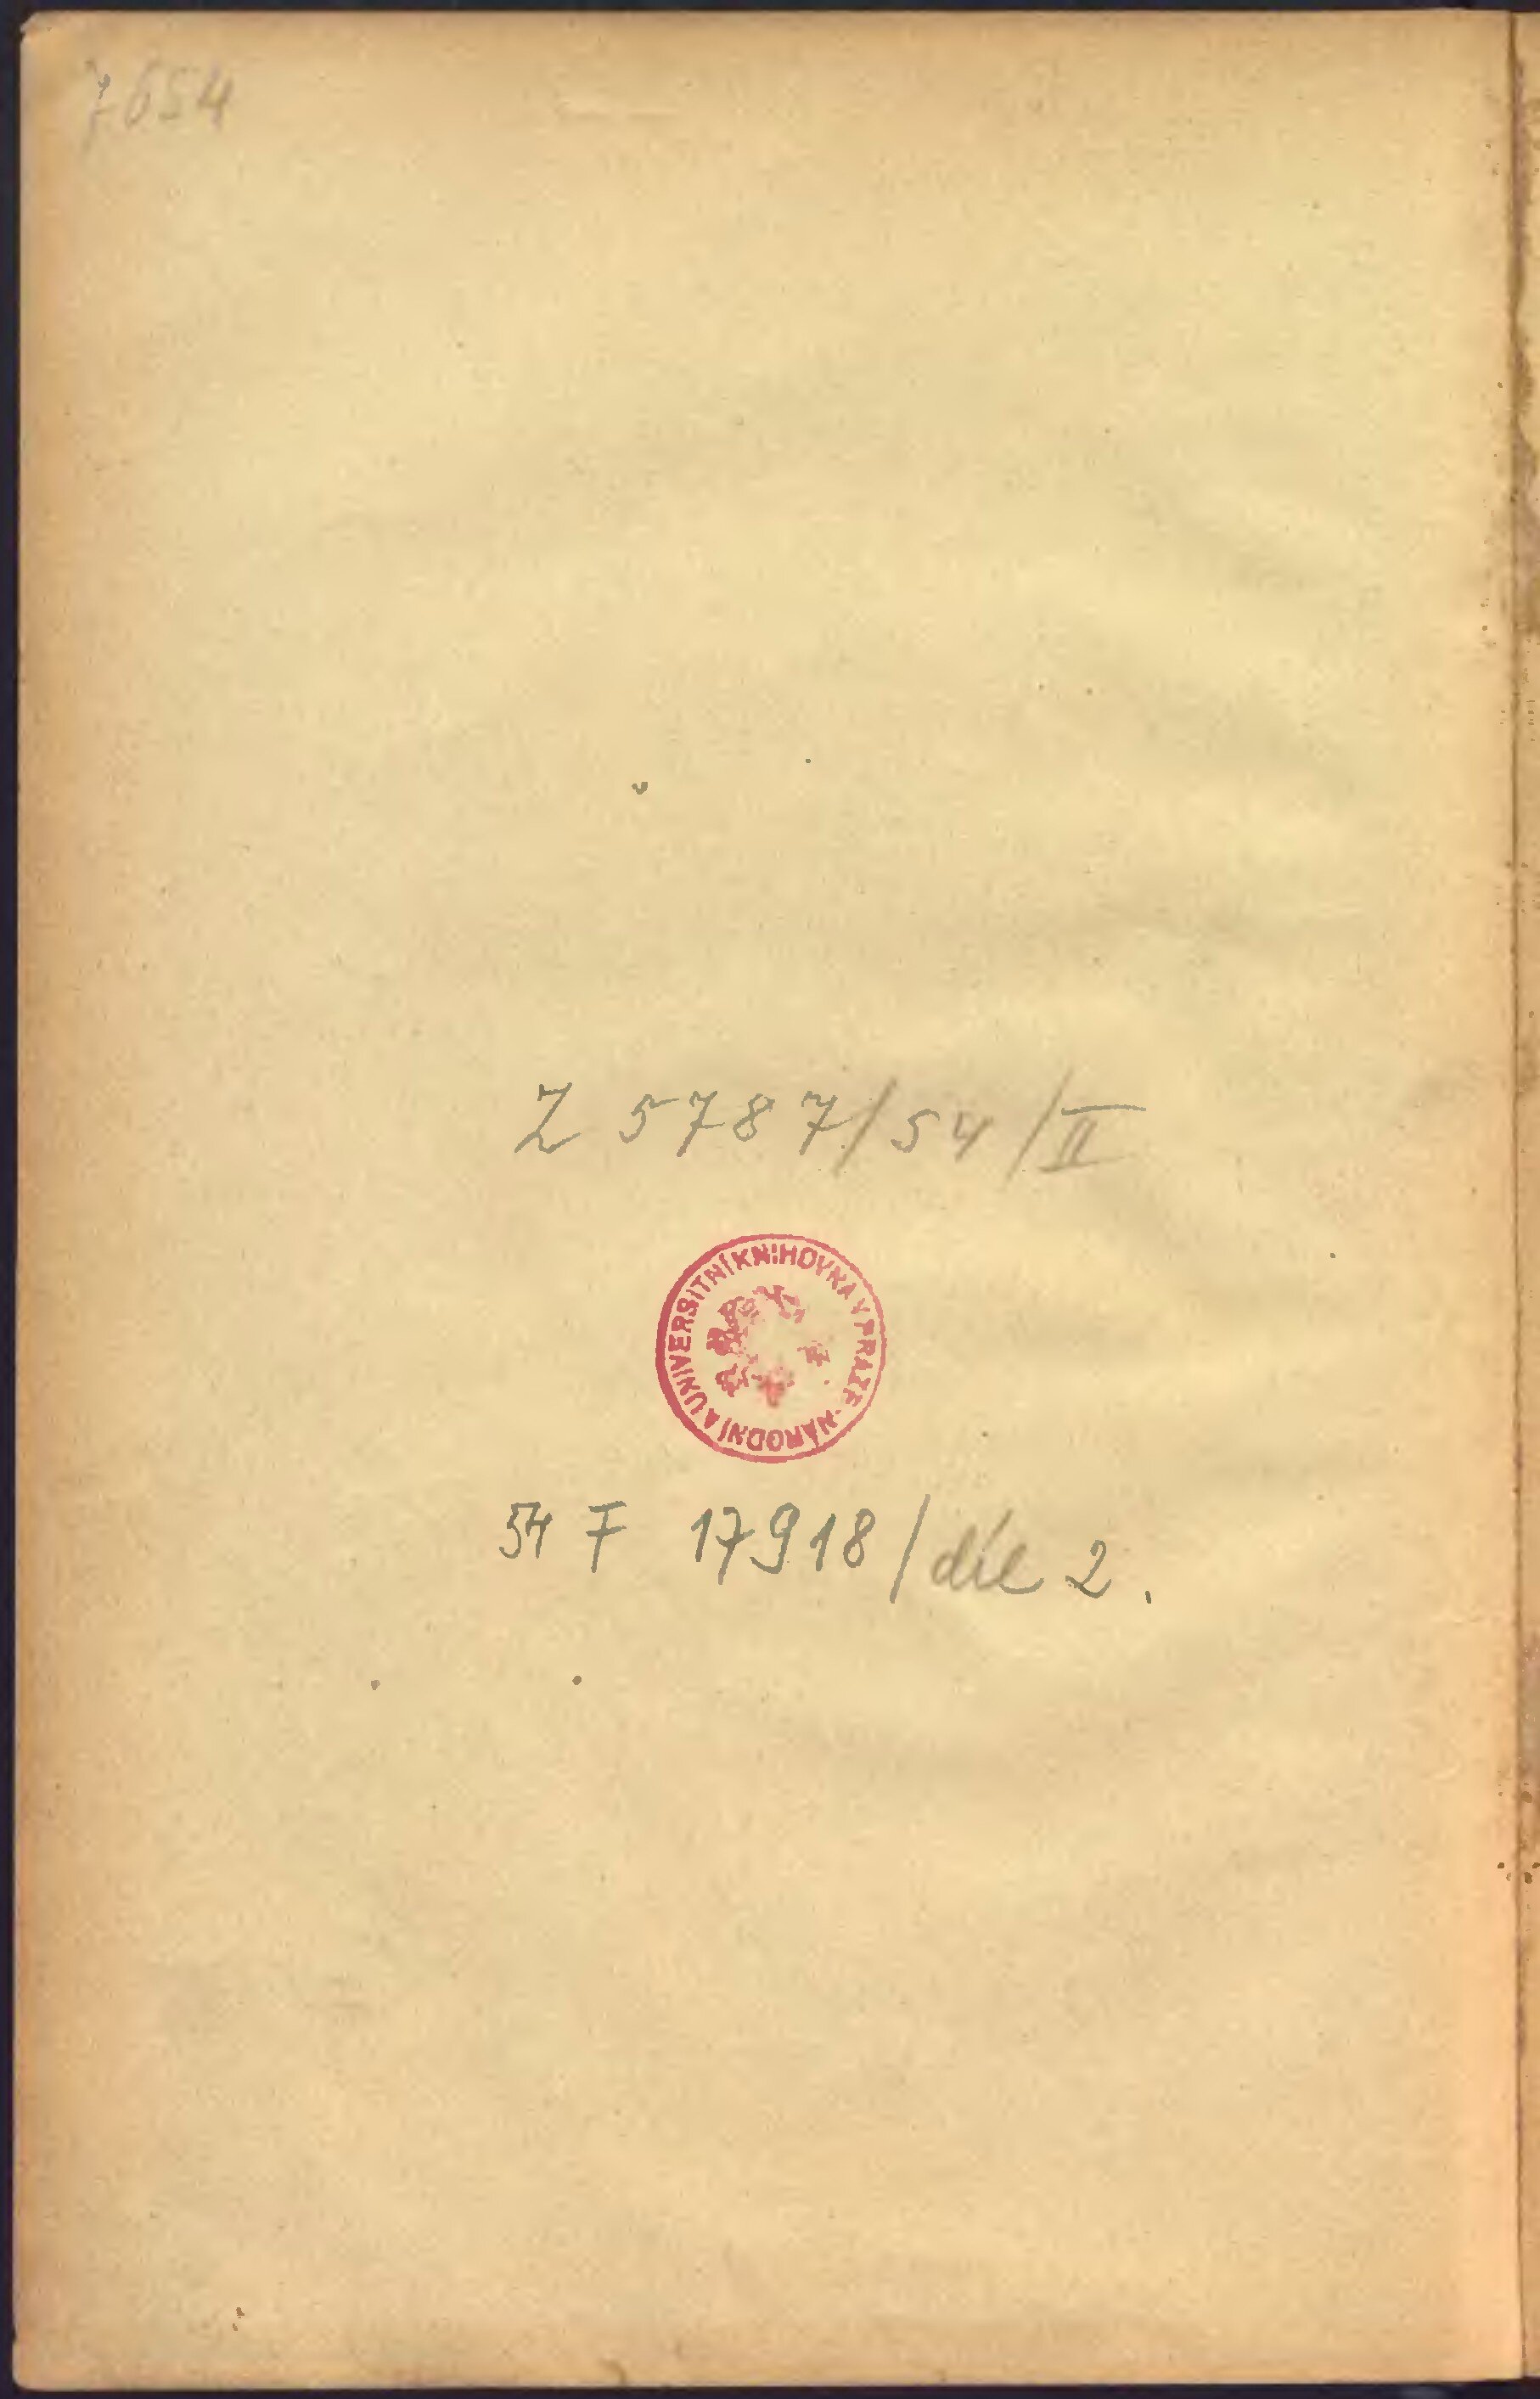 7654
Z 5787/54/II
NÁRODNÍ A UNIVERSITNÍ KNIHOVNA V PRAZE -
54 F 17918/díl 2.